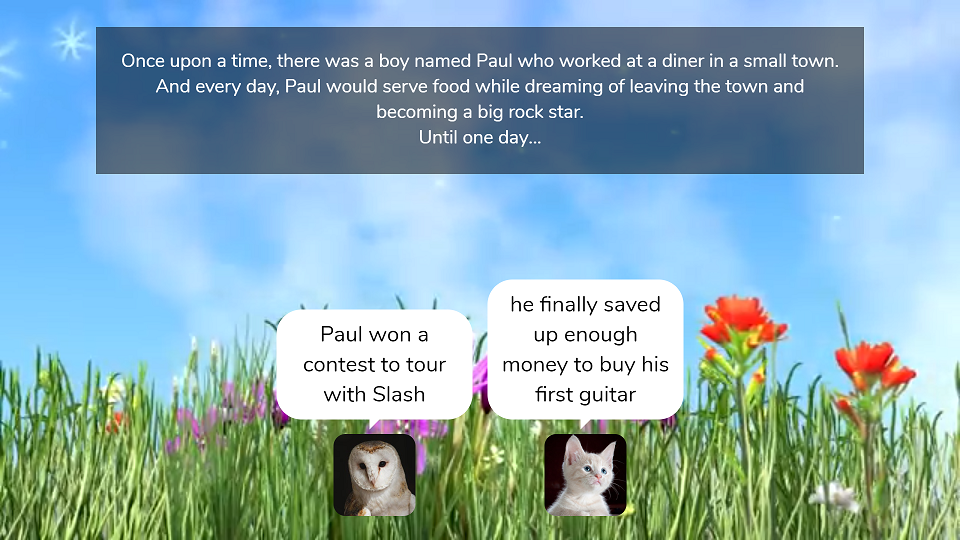 Once upon a time, there was a boy named Paul who worked at a diner in a small town.
And every day, Paul would serve food while dreaming of leaving the town and
becoming a big rock star.
Until one day...
Paul won a
contest to tour
with Slash
he finally saved
up enough
money to buy his
first guitar